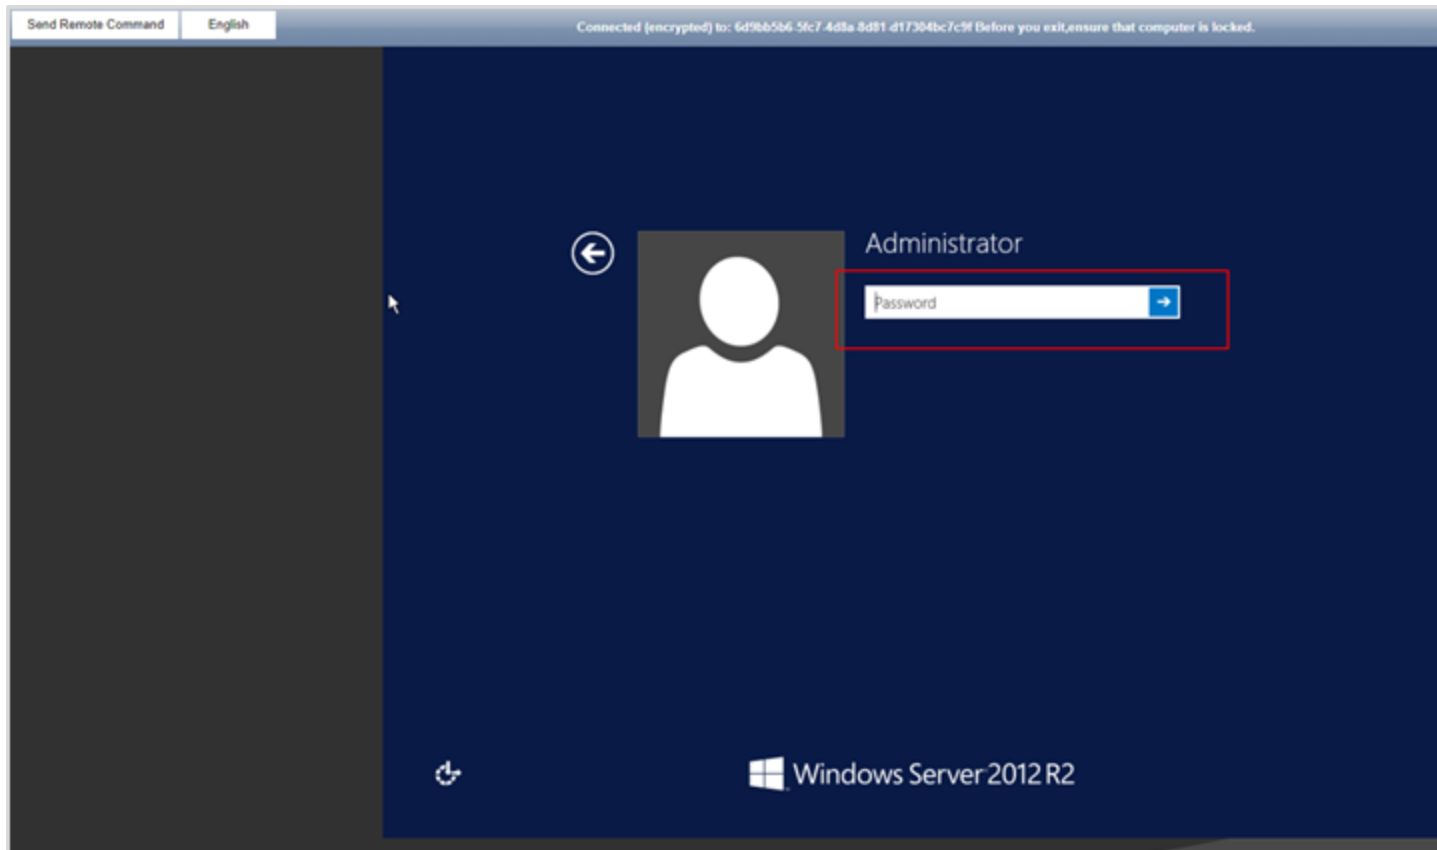 Send Remote Command
English
Connected (encrypted) to: 6d9bb5b6-5fc7-4d8a-8d81-d17304bc7c9f Before you exit,ensure that computer is locked.
Administrator
Password
Windows Server 2012 R2